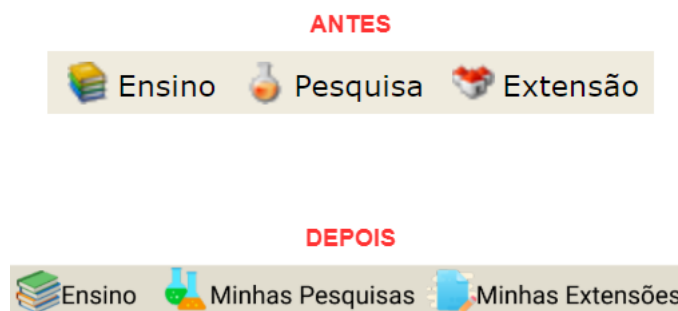 ANTES
Ensino Pesquisa Extensão
DEPOIS
Ensino Minhas Pesquisas Minhas Extensões